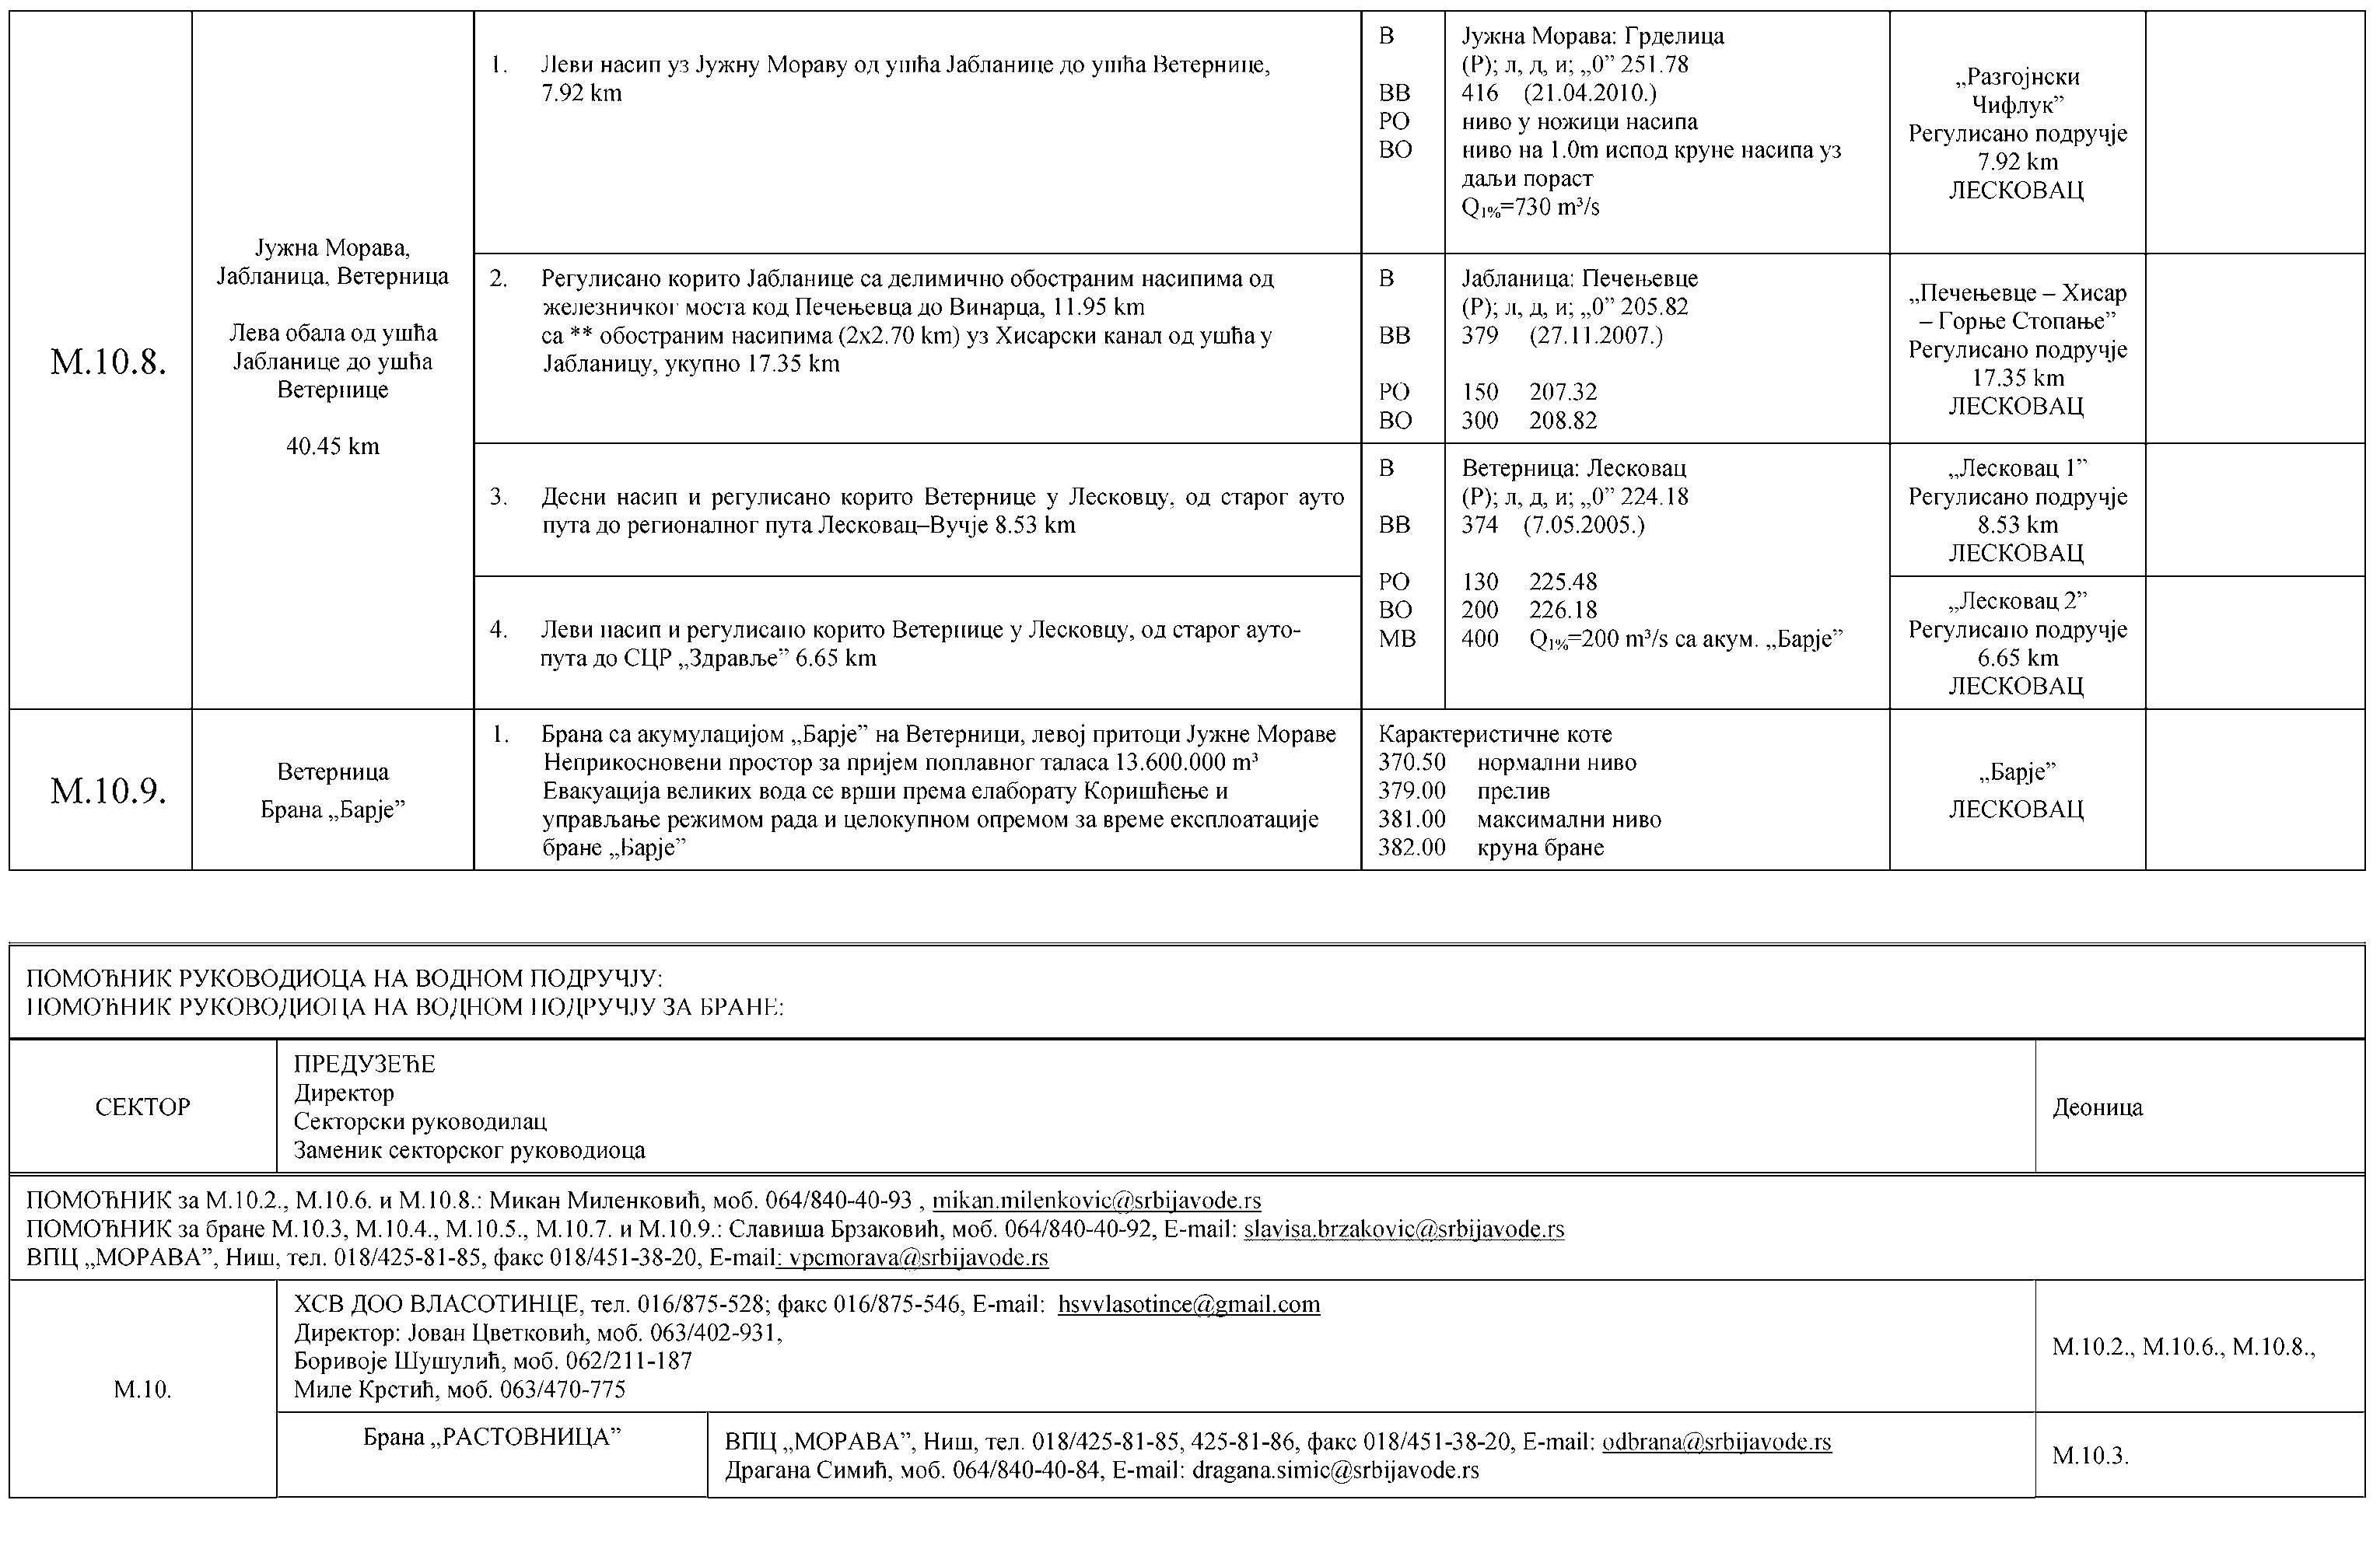 М.10.8.
Јужна Морава,
Јабланица, Ветерница
Лева обала од ушћа
Јабланице до ушћа
Ветернице
40.45 km
1. Леви насип уз Јужну Мораву од ушћа Јабланице до ушћа Ветернице,
7.92 km
В Јужна Морава: Грделица
(Р); л, д, и; „0” 251.78
ВВ 416 (21.04.2010.)
РО ниво у ножици насипа
ВО ниво на 1.0m испод круне насипа уз
даљи пораст
Q1%=730 m³/s
„Разгојнски
Чифлук”
Регулисано подручје
7.92 km
ЛЕСКОВАЦ
2. Регулисано корито Јабланице са делимично обостраним насипима од
железничког моста код Печењевца до Винарца, 11.95 km
са ** обостраним насипима (2x2.70 km) уз Хисарски канал од ушћа у
Јабланицу, укупно 17.35 km
В Јабланица: Печењевце
(Р); л, д, и; „0” 205.82
ВВ 379 (27.11.2007.)
РО 150 207.32
ВО 300 208.82
„Печењевце – Хисар
– Горње Стопање”
Регулисано подручје
17.35 km
ЛЕСКОВАЦ
3. Десни насип и регулисано корито Ветернице у Лесковцу, од старог ауто
пута до регионалног пута Лесковац–Вучје 8.53 km
В Ветерница: Лесковац
(Р); л, д, и; „0” 224.18
ВВ 374 (7.05.2005.)
РО 130 225.48
ВО 200 226.18
МВ 400 Q1%=200 m³/s са акум. „Барје”
„Лесковац 1”
Регулисано подручје
8.53 km
ЛЕСКОВАЦ
4. Леви насип и регулисано корито Ветернице у Лесковцу, од старог ауто-
пута до СЦР „Здравље” 6.65 km
„Лесковац 2”
Регулисано подручје
6.65 km
ЛЕСКОВАЦ
М.10.9.
Ветерница
Брана „Барје”
1. Брана са акумулацијом „Барје” на Ветерници, левој притоци Јужне Мораве
Неприкосновени простор за пријем поплавног таласа 13.600.000 m³
Евакуација великих вода се врши према елаборату Коришћење и
управљање режимом рада и целокупном опремом за време експлоатације
бране „Барје”
Карактеристичне коте
370.50 нормални ниво
379.00 прелив
381.00 максимални ниво
382.00 круна бране
„Барје”
ЛЕСКОВАЦ
ПОМОЋНИК РУКОВОДИОЦА НА ВОДНОМ ПОДРУЧЈУ:
ПОМОЋНИК РУКОВОДИОЦА НА ВОДНОМ ПОДРУЧЈУ ЗА БРАНЕ:
СЕКТОР
ПРЕДУЗЕЋЕ
Директор
Секторски руководилац
Заменик секторског руководиоца
Деоница
ПОМОЋНИК за М.10.2., М.10.6. и М.10.8.: Микан Миленковић, моб. 064/840-40-93 , mikan.milenkovic@srbijavode.rs
ПОМОЋНИК за бране М.10.3, М.10.4., М.10.5., М.10.7. и М.10.9.: Славиша Брзаковић, моб. 064/840-40-92, E-mail: slavisa.brzakovic@srbijavode.rs
ВПЦ „МОРАВА”, Ниш, тел. 018/425-81-85, факс 018/451-38-20, E-mail: vpcmorava@srbijavode.rs
М.10.
ХСВ ДОО ВЛАСОТИНЦЕ, тел. 016/875-528; факс 016/875-546, E-mail: hsvvlasotince@gmail.com
Директор: Јован Цветковић, моб. 063/402-931,
Боривоје Шушулић, моб. 062/211-187
Миле Крстић, моб. 063/470-775
М.10.2., М.10.6., М.10.8.,
Брана „РАСТОВНИЦА”
ВПЦ „МОРАВА”, Ниш, тел. 018/425-81-85, 425-81-86, факс 018/451-38-20, E-mail: odbrana@srbijavode.rs
Драгана Симић, моб. 064/840-40-84, E-mail: dragana.simic@srbijavode.rs
М.10.3.